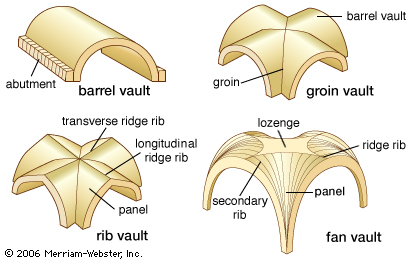 abutment
barrel vault
barrel vault
groin
groin vault
transverse ridge rib
longitudinal
ridge rib
panel
rib vault
lozenge
ridge rib
secondary
rib
panel
fan vault
© 2006 Merriam-Webster, Inc.